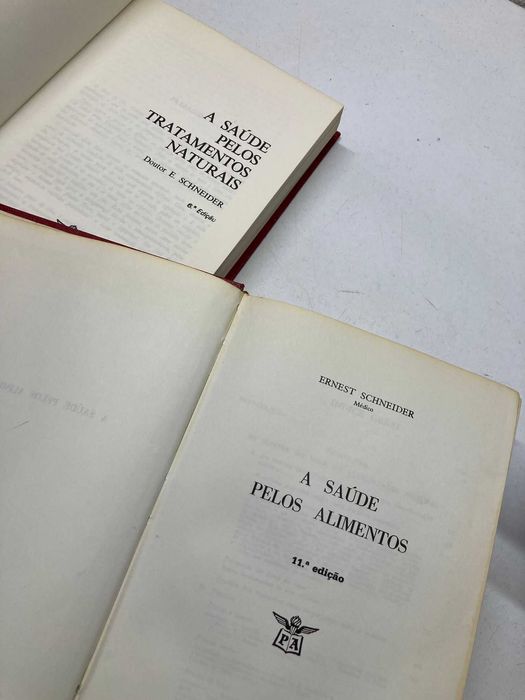 A SAÚDE
PELOS
TRATAMENTOS
NATURAIS
Doutor E. SCHNEIDER
6.ª Edição
ERNEST SCHNEIDER
Médico
A SAÚDE
PELOS ALIMENTOS
11.ª edição
PA